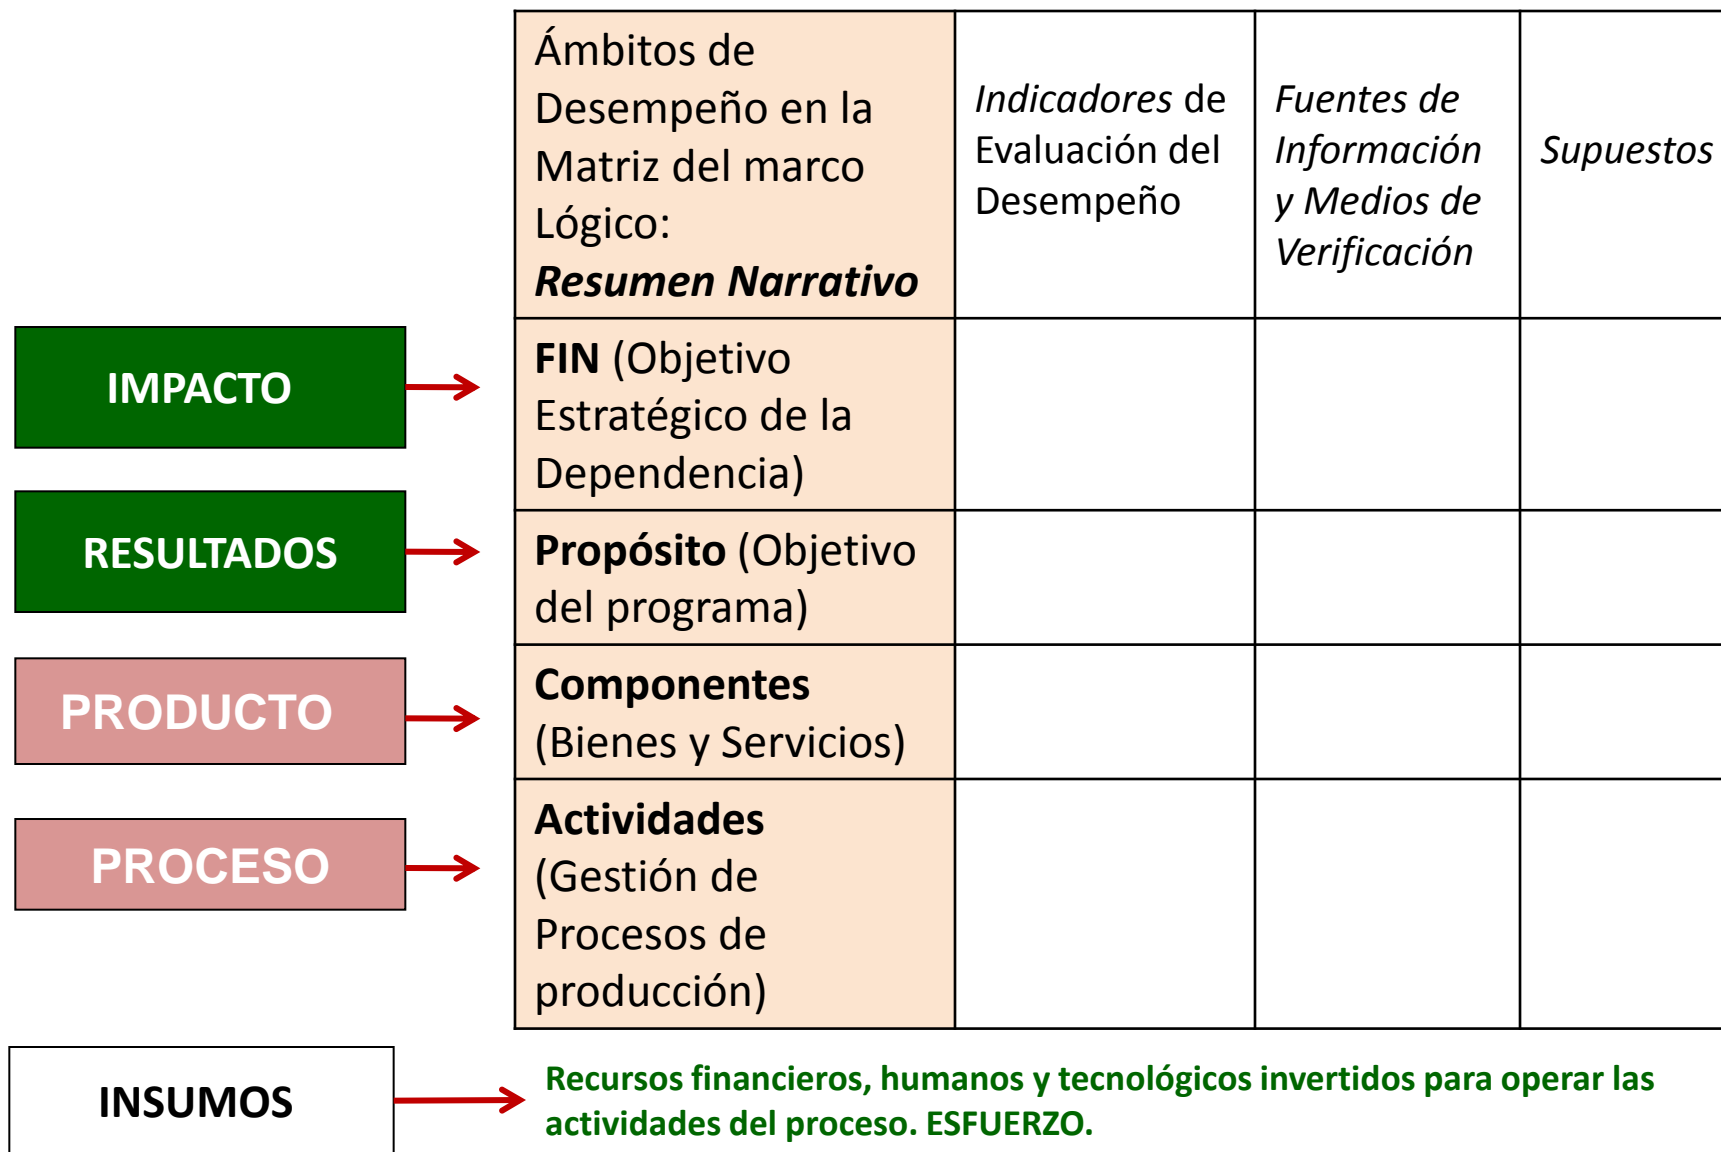 Ámbitos de
Desempeño en la
Matriz del marco
Lógico:
Resumen Narrativo
Indicadores de
Evaluación del
Desempeño
Fuentes de
Información
y Medios de
Verificación
Supuestos
IMPACTO
FIN (Objetivo
Estratégico de la
Dependencia)
RESULTADOS
Propósito (Objetivo
del programa)
PRODUCTO
Componentes
(Bienes y Servicios)
PROCESO
Actividades
(Gestión de
Procesos de
producción)
INSUMOS
Recursos financieros, humanos y tecnológicos invertidos para operar las
actividades del proceso. ESFUERZO.